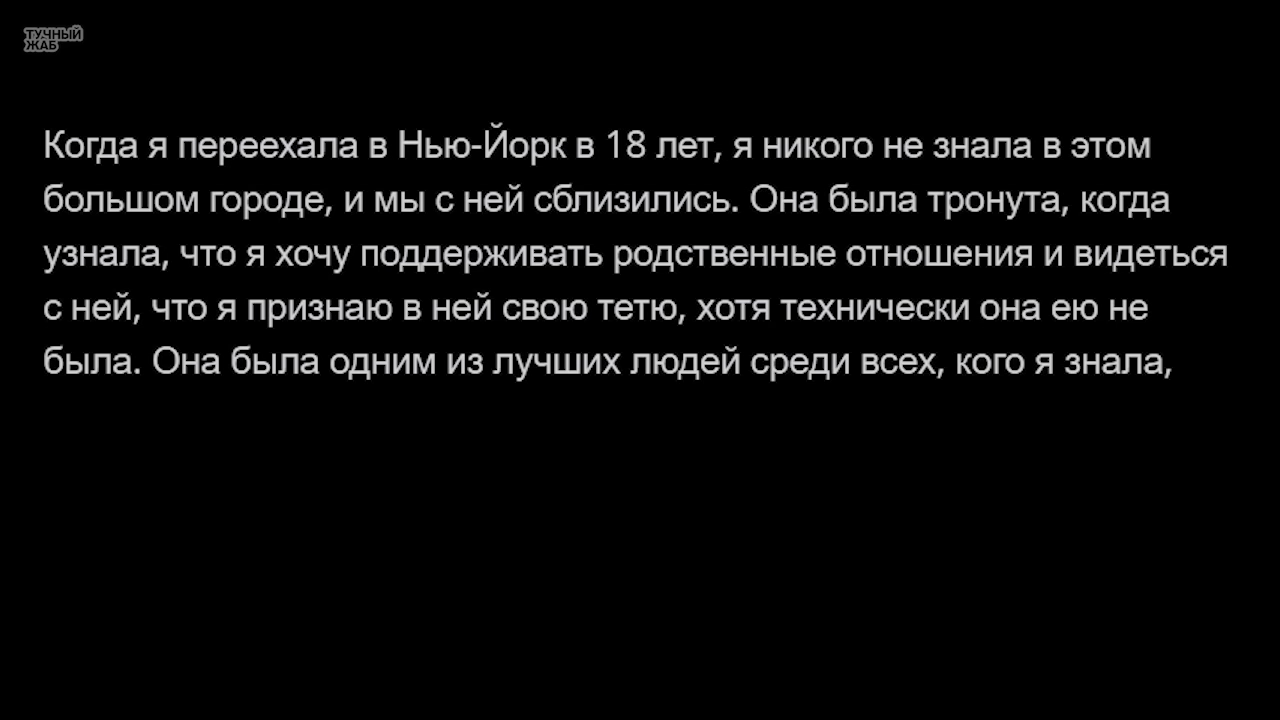 ТУЧНЫЙ
ЖАБ
Когда я переехала в Нью-Йорк в 18 лет, я никого не знала в этом
большом городе, и мы с ней сблизились. Она была тронута, когда
узнала, что я хочу поддерживать родственные отношения и видеться
с ней, что я признаю в ней свою тетю, хотя технически она ею не
была. Она была одним из лучших людей среди всех, кого я знала,